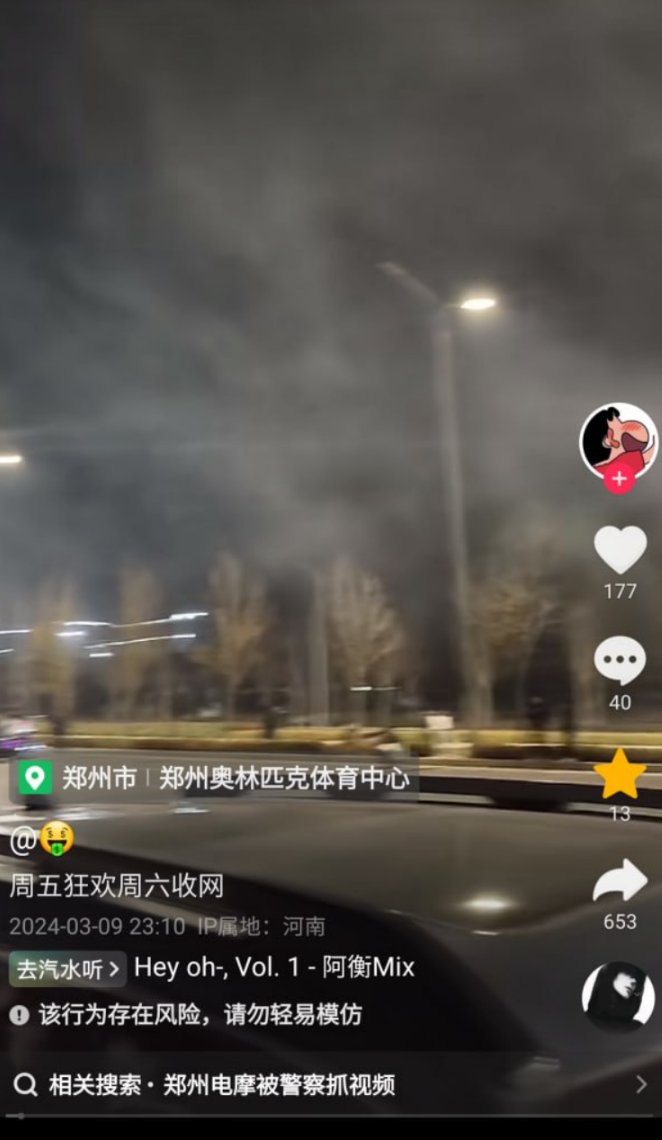 177
40
郑州市 | 郑州奥林匹克体育中心
13
@🤑
周五狂欢周六收网
2024-03-09 23:10 IP属地：河南
653
去汽水听 > Hey oh-, Vol. 1 - 阿衡Mix
该行为存在风险，请勿轻易模仿
相关搜索 · 郑州电摩被警察抓视频